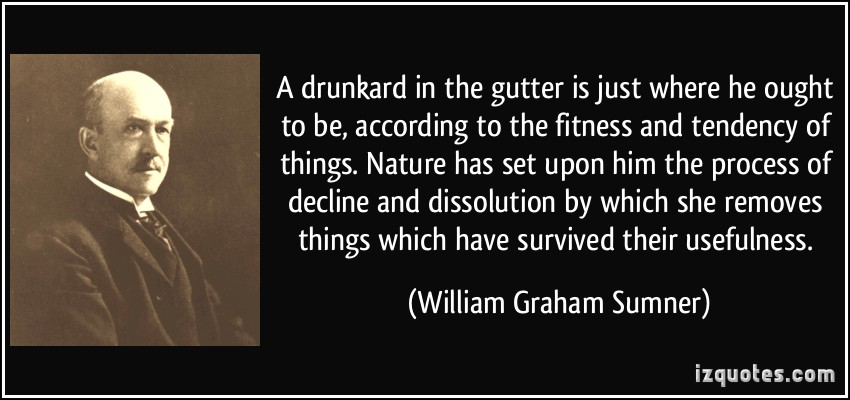 A drunkard in the gutter is just where he ought
to be, according to the fitness and tendency of
things. Nature has set upon him the process of
decline and dissolution by which she removes
things which have survived their usefulness.
(William Graham Sumner)
izquotes.com